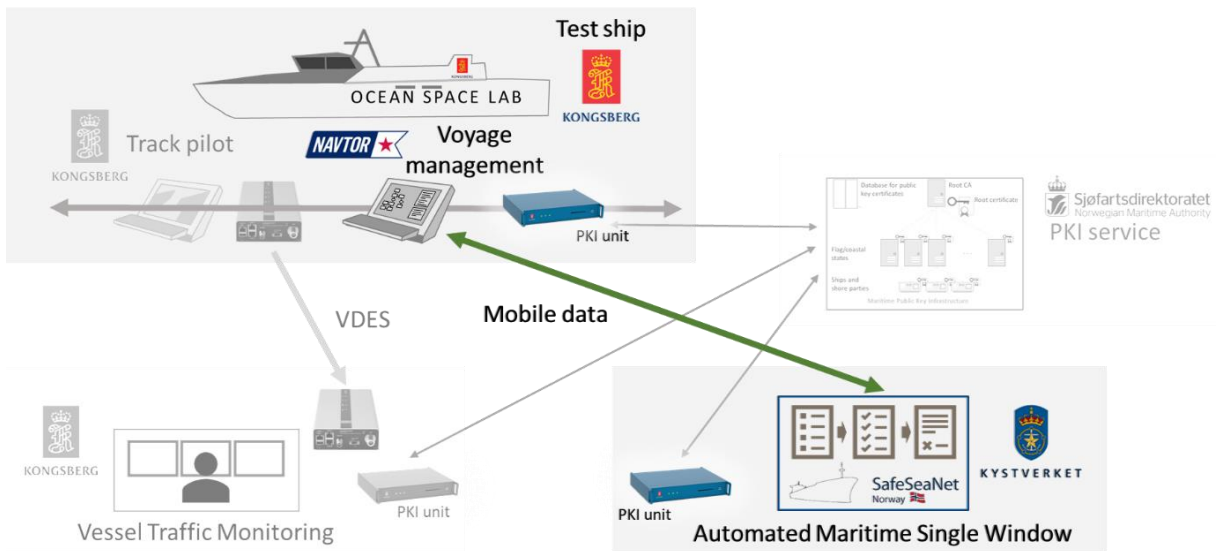 Test ship
KONGSBERG
OCEAN SPACE LAB
KONGSBERG
KONGSBERG
Track pilot
NAVTOR
Voyage
management
PKI unit
Database for public
key certificates
Root CA
Root certificate
Flag/coastal
states
Ships and
shore parties
Maritime Public Key Infrastructure
Sjøfartsdirektoratet
Norwegian Maritime Authority
PKI service
Mobile data
VDES
KONGSBERG
Vessel Traffic Monitoring
PKI unit
PKI unit
SafeSeaNet
Norway
KYSTVERKET
Automated Maritime Single Window